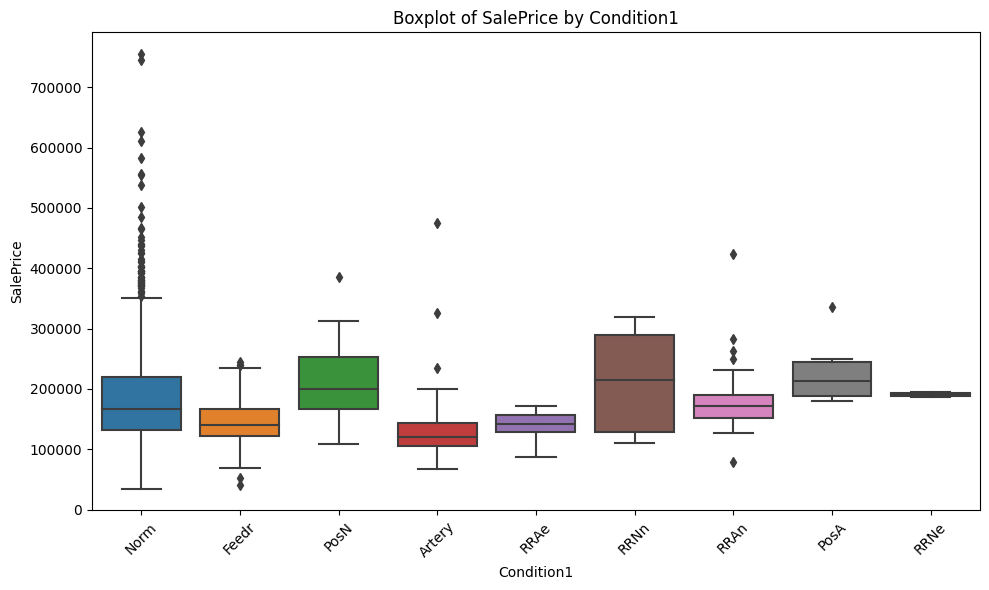 Boxplot of SalePrice by Condition1
SalePrice
700000
600000
500000
400000
300000
200000
100000
0
Norm
Feedr
PosN
Artery
RRAe
RRNn
RRAn
PosA
RRNe
Condition1